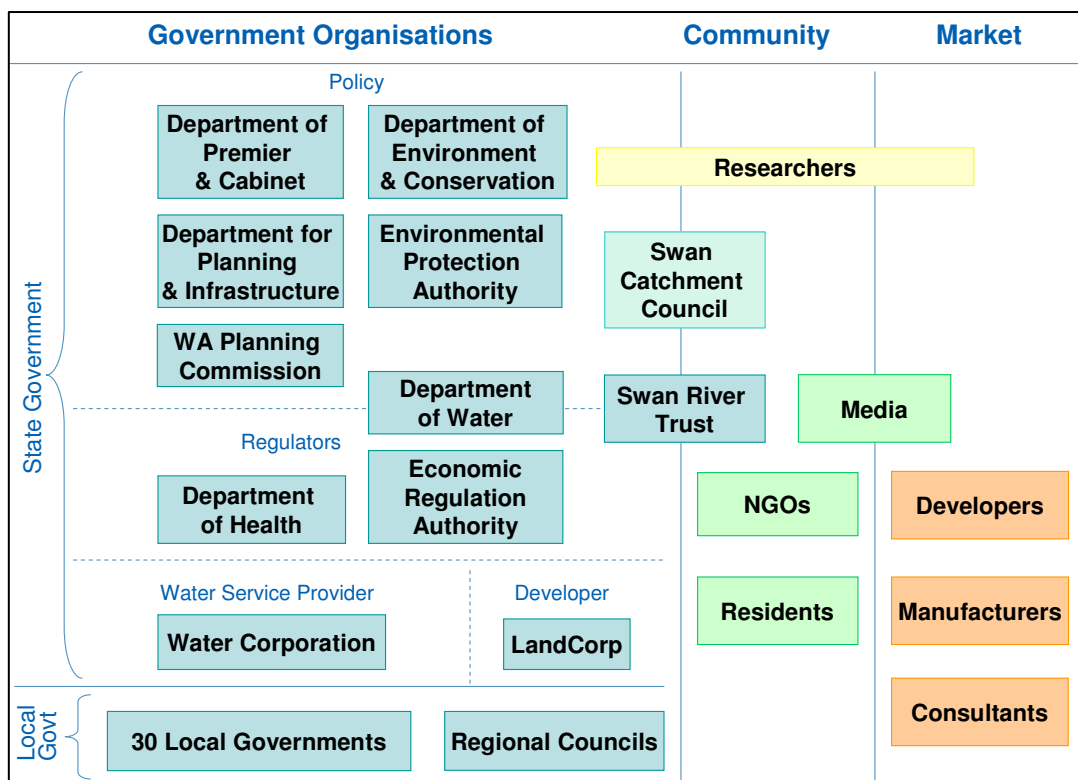 Government Organisations
Community
Market
State Government
Policy
Department of
Premier
& Cabinet
Department of
Environment
& Conservation
Researchers
Department for
Planning
& Infrastructure
Environmental
Protection
Authority
Swan
Catchment
Council
WA Planning
Commission
Department
of Water
Swan River
Trust
Media
Regulators
Department
of Health
Economic
Regulation
Authority
NGOs
Developers
Water Service Provider
Developer
Water Corporation
LandCorp
Residents
Manufacturers
Local
Govt
30 Local Governments
Regional Councils
Consultants